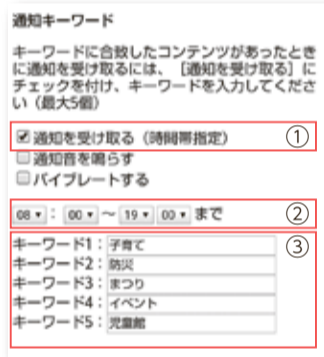 通知キーワード
キーワードに合致したコンテンツがあったとき
に通知を受け取るには、［通知を受け取る］に
チェックを付け、キーワードを入力してくださ
い（最大5個）
通知を受け取る（時間帯指定） ①
通知音を鳴らす
バイブレートする
08 : 00 ～ 19 00 まで ②
③
キーワード1：子育て
キーワード2：防災
キーワード3：まつり
キーワード4：イベント
キーワード5：児童館